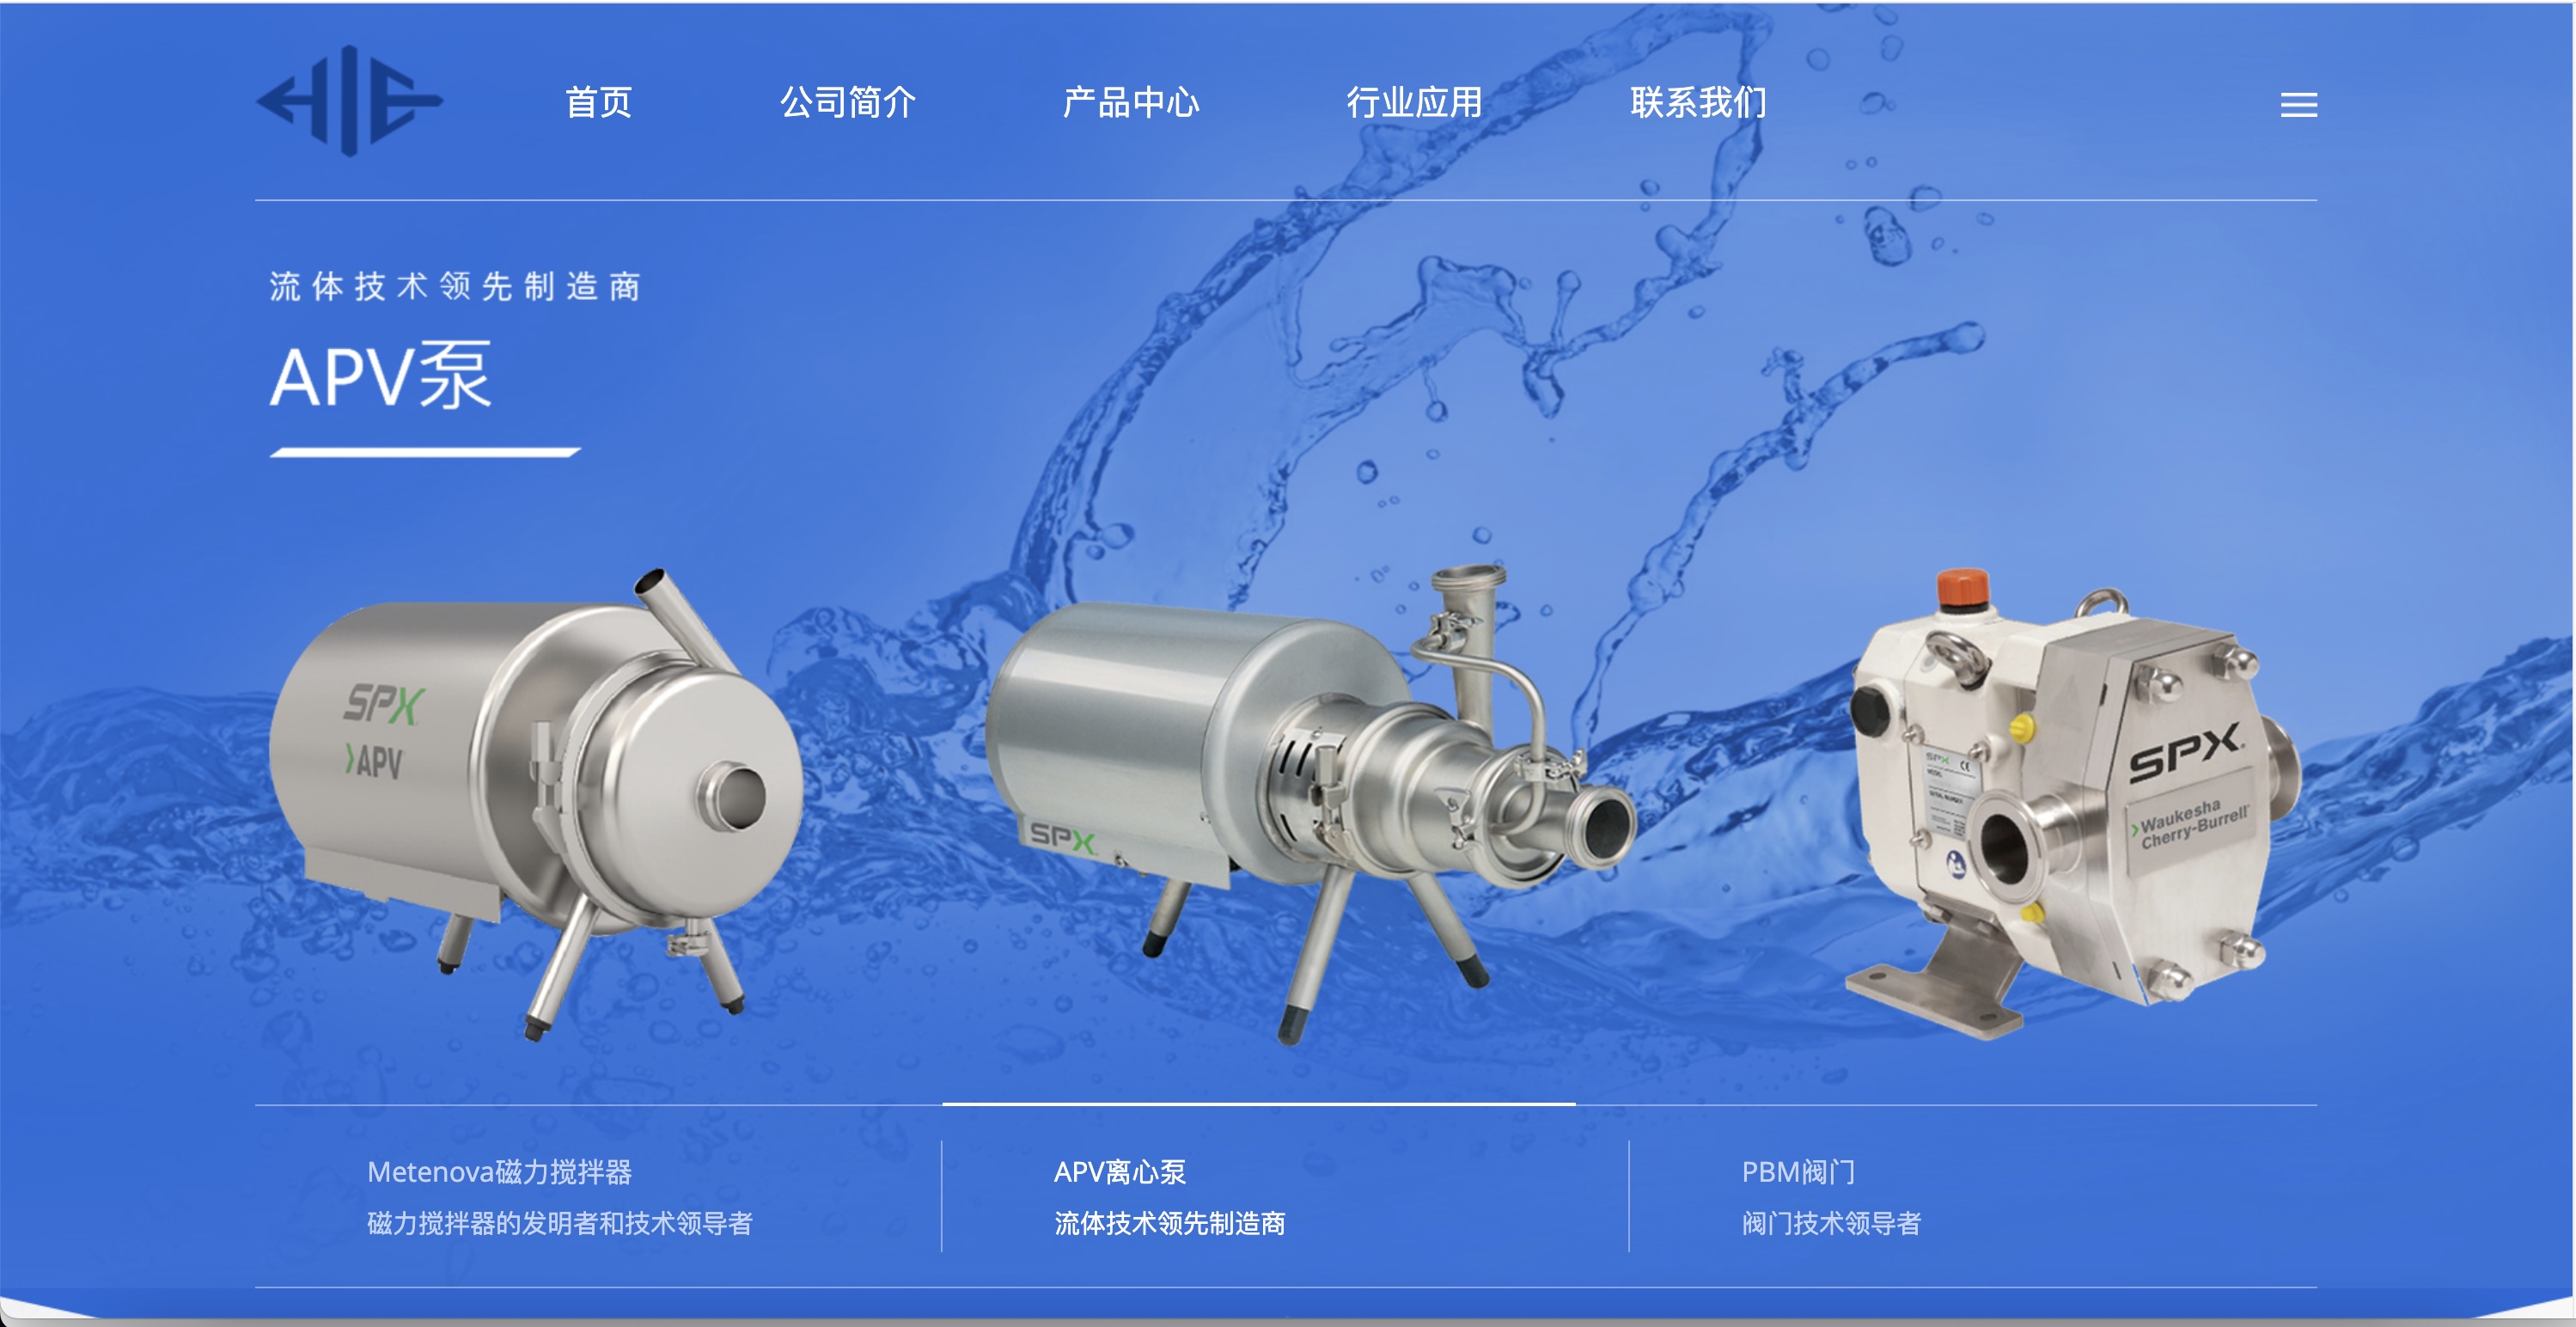 首页 公司简介 产品中心 行业应用 联系我们
流体技术领先制造商
APV泵
SPX
APV
SPX
SPX
Waukesha
Cherry-Burrell
SPX CE
Metenova磁力搅拌器
磁力搅拌器的发明者和技术领导者
APV离心泵
流体技术领先制造商
PBM阀门
阀门技术领导者